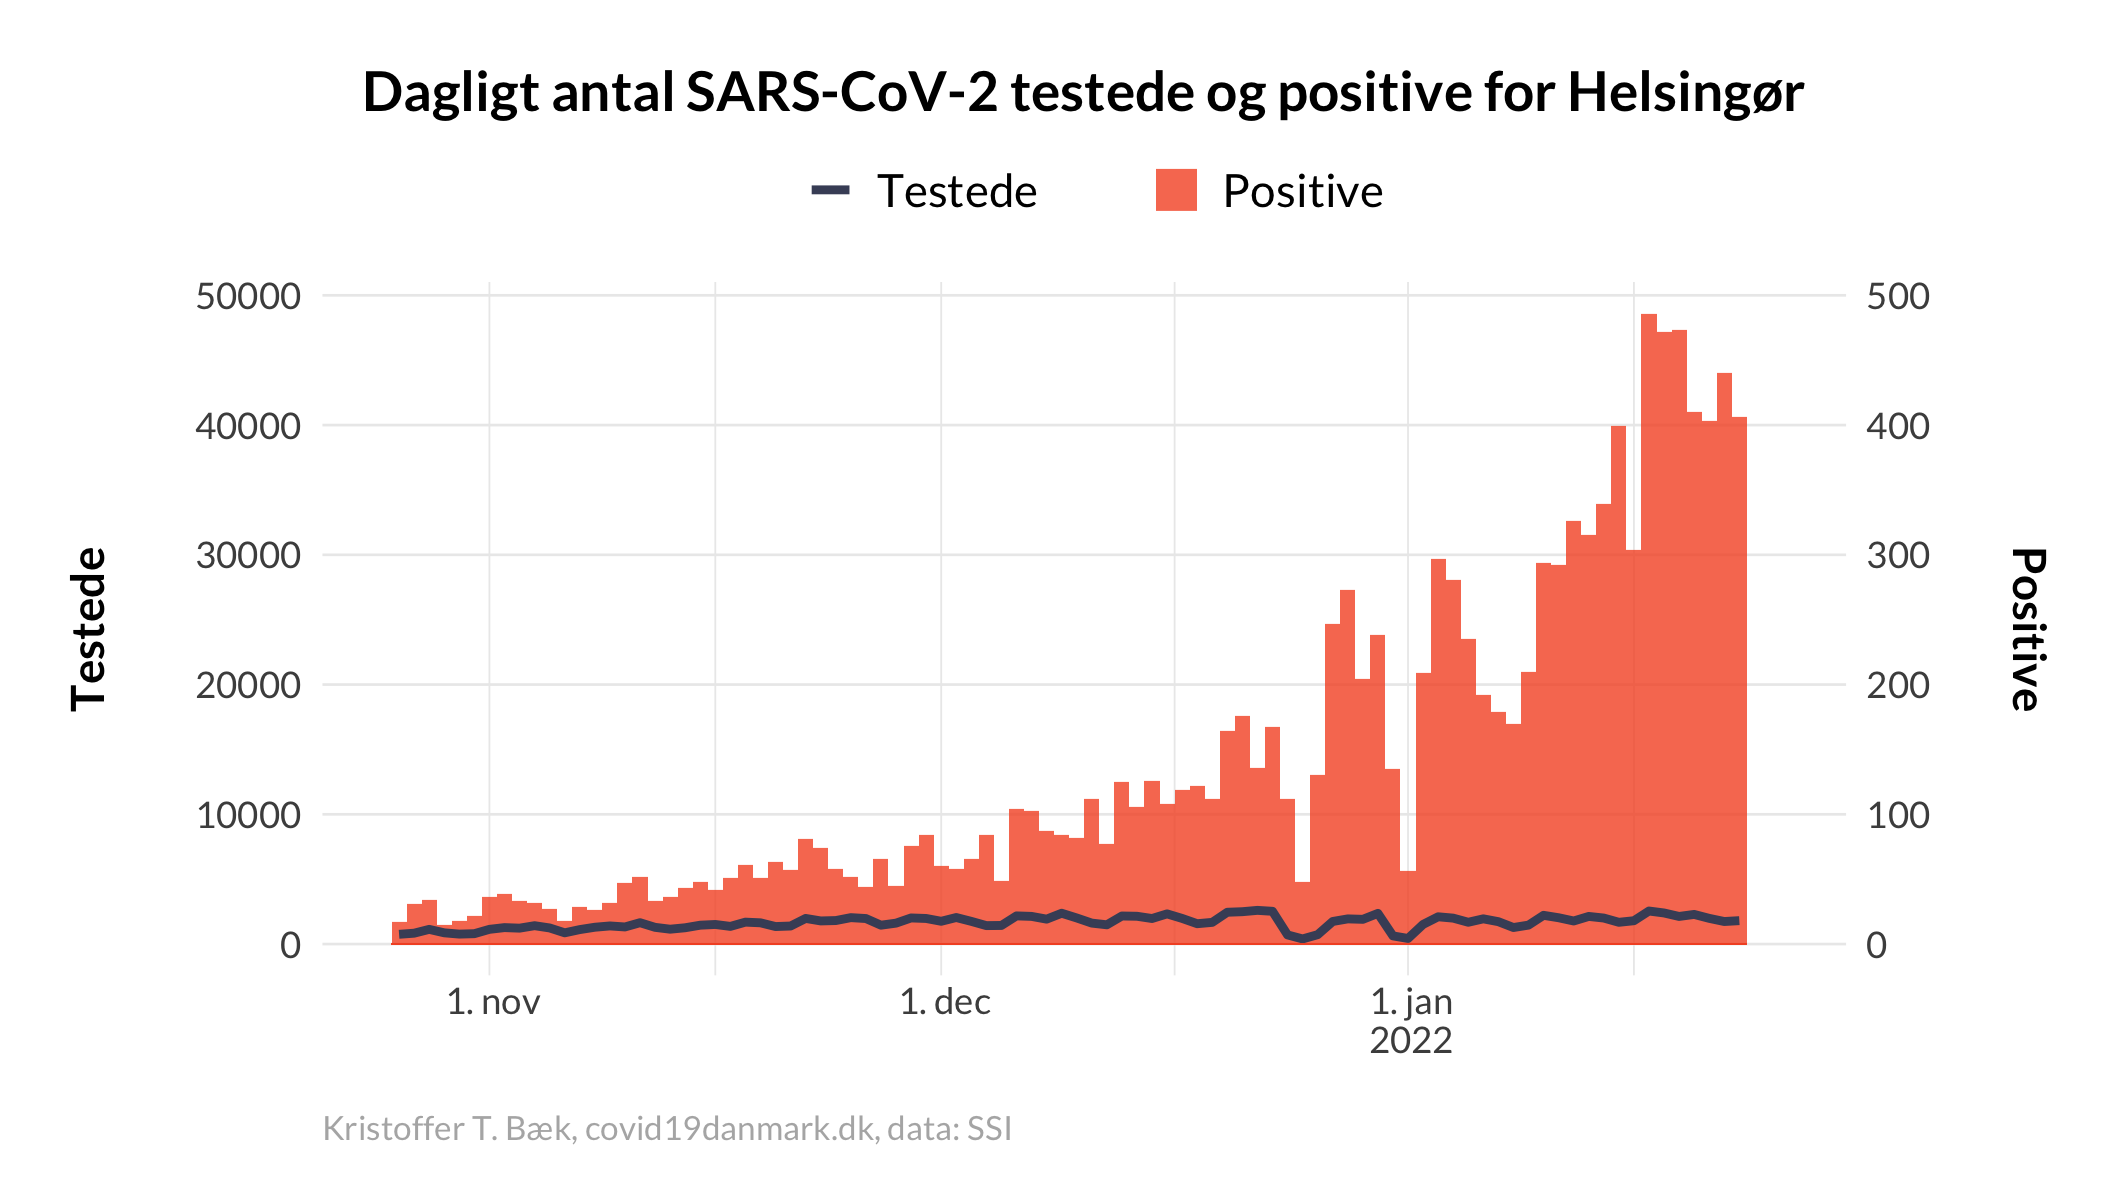 Dagligt antal SARS-CoV-2 testede og positive for Helsingør
Testede
Positive
50000
40000
30000
20000
10000
0
500
400
300
200
100
0
Testede
Positive
1. nov
1. dec
1. jan
2022
Kristoffer T. Bæk, covid19danmark.dk, data: SSI